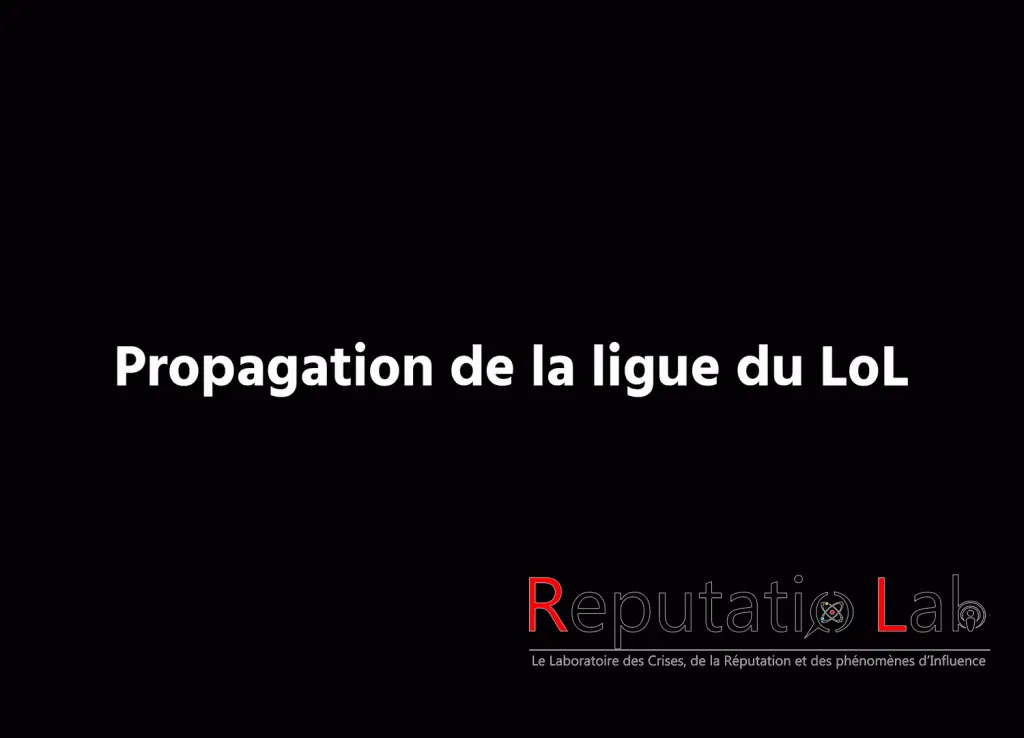 Propagation de la ligue du LoL
Reputatio Lab
Le Laboratoire des Crises, de la Réputation et des phénomènes d'Influence